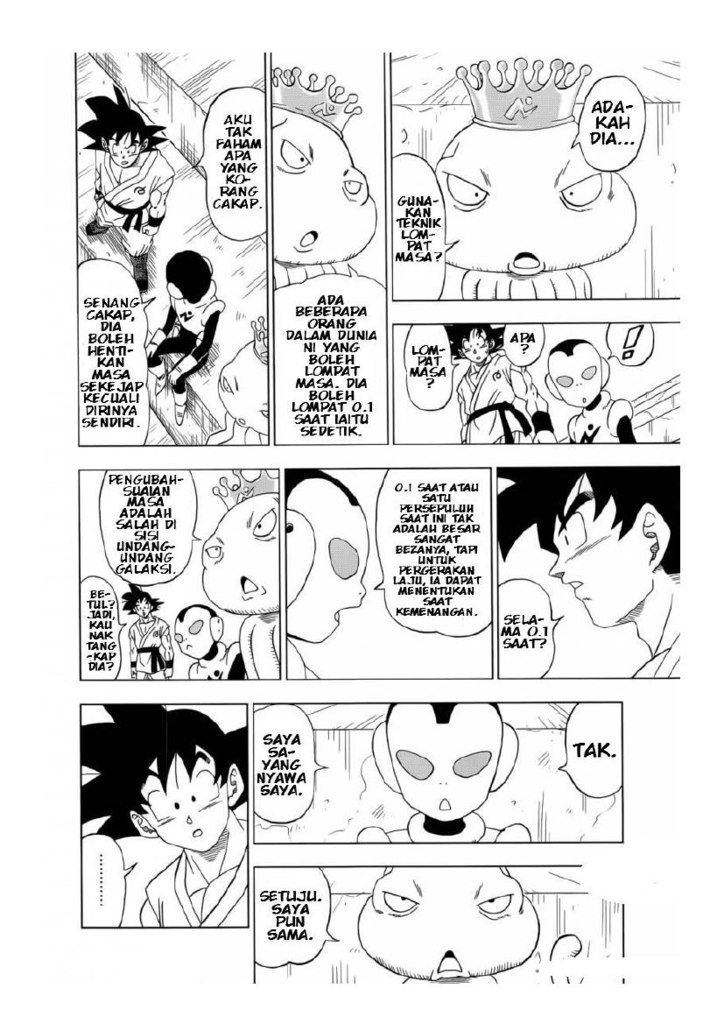 ADA-
KAH
DIA...
GUNA-
KAN
TEKNIK
LOM-
PAT
MASA?
!
APA
?
LOM-
PAT
MASA
?
ADA
BEBERAPA
ORANG
DALAM DUNIA
NI YANG
BOLEH
LOMPAT
MASA. DIA
BOLEH
LOMPAT 0.1
SAAT IAITU
SEDETIK.
AKU
TAK
FAHAM
APA
YANG
KO-
RANG
CAKAP.
SENANG
CAKAP,
DIA
BOLEH
HENTI-
KAN
MASA
SEKEJAP
KECUALI
DIRINYA
SENDIRI.
SELA-
MA 0.1
SAAT?
0.1 SAAT ATAU
SATU
PERSEPULUH
SAAT INI TAK
ADALAH BESAR
SANGAT
BEZANYA, TAPI
UNTUK
PERGERAKAN
LAJU, IA DAPAT
MENENTUKAN
SAAT
KEMENANGAN.
PENGUBAH-
SUAIAN
MASA
ADALAH
SALAH DI
SISI
UNDANG-
UNDANG
GALAKSI.
BE-
TUL?
JADI,
KAU
NAK
TANG-
KAP
DIA?
TAK.
SAYA
SA-
YANG
NYAWA
SAYA.
SETUJU.
SAYA
PUN
SAMA.
..........